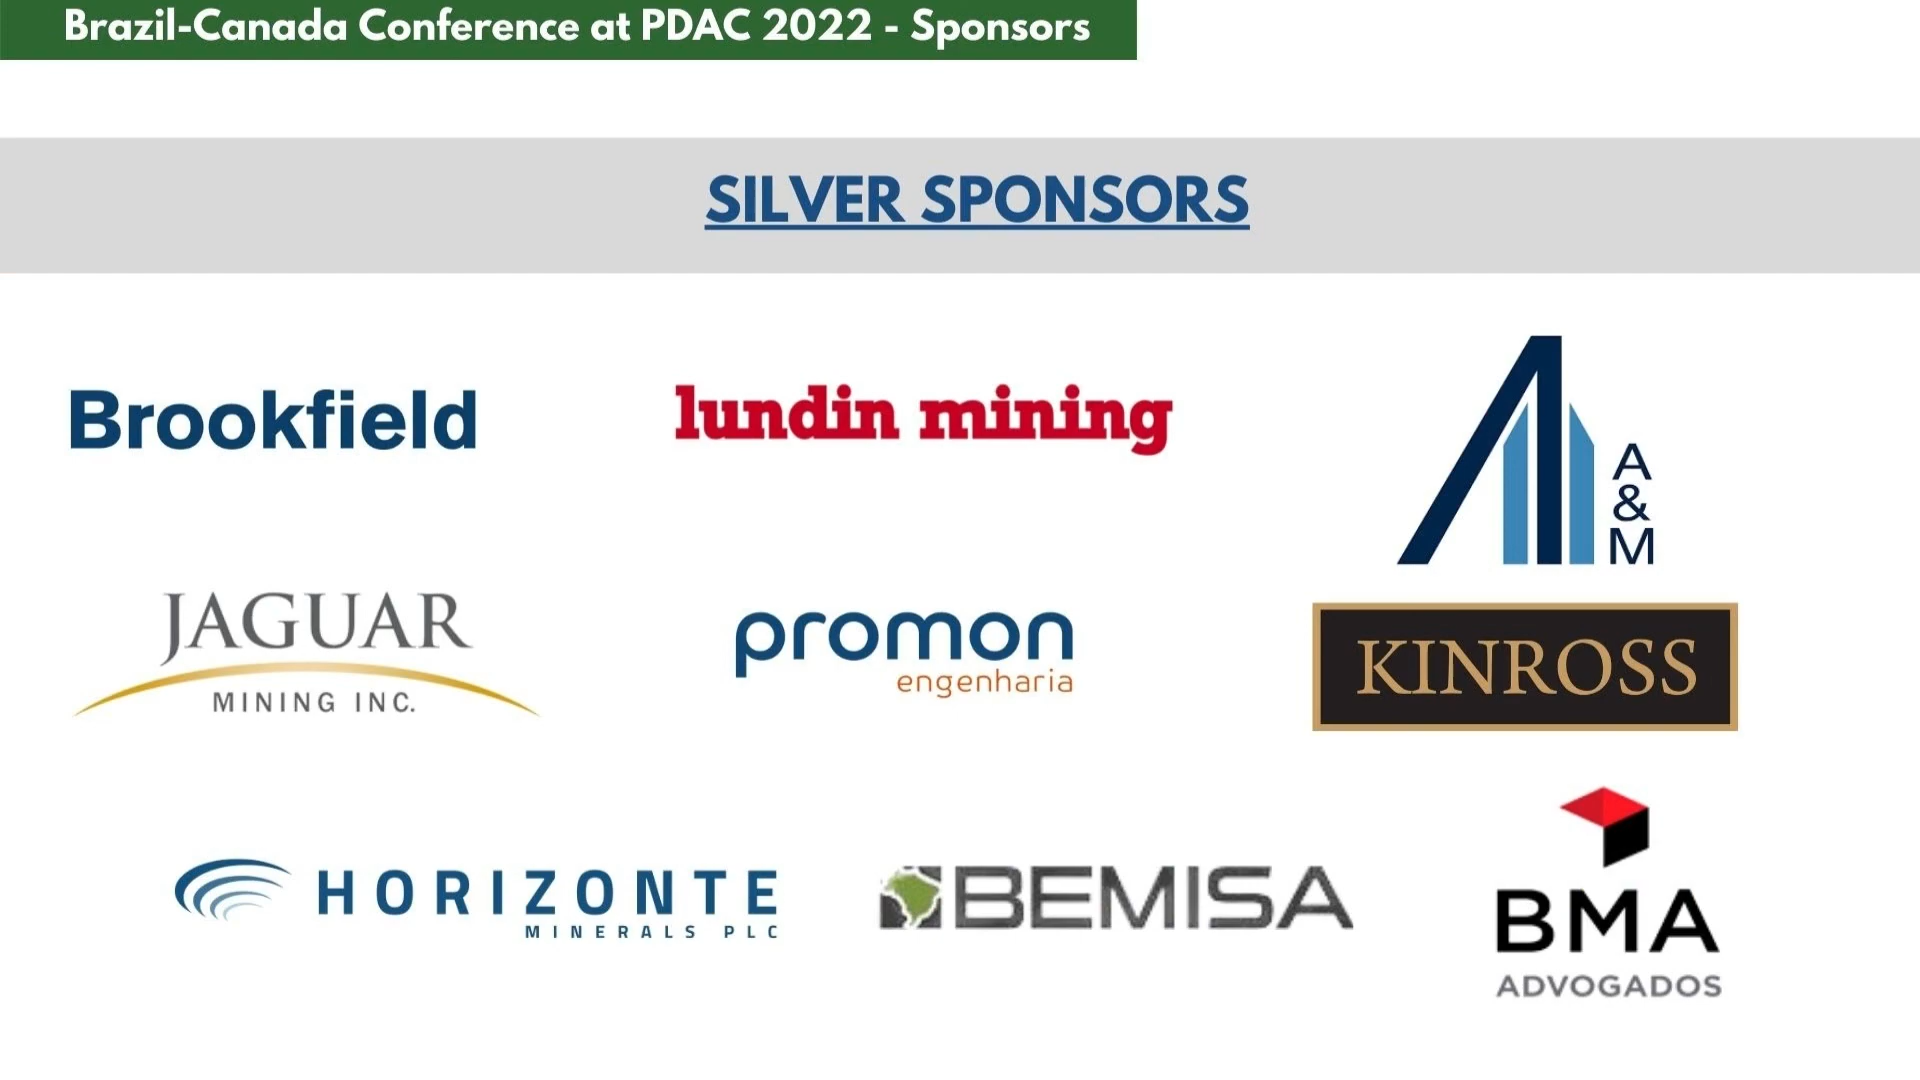 Brazil-Canada Conference at PDAC 2022 - Sponsors
SILVER SPONSORS
Brookfield
lundin mining
A
&
M
JAGUAR
MINING INC.
promon
engenharia
KINROSS
HORIZONTE
MINERALS PLC
BEMISA
BMA
ADVOGADOS